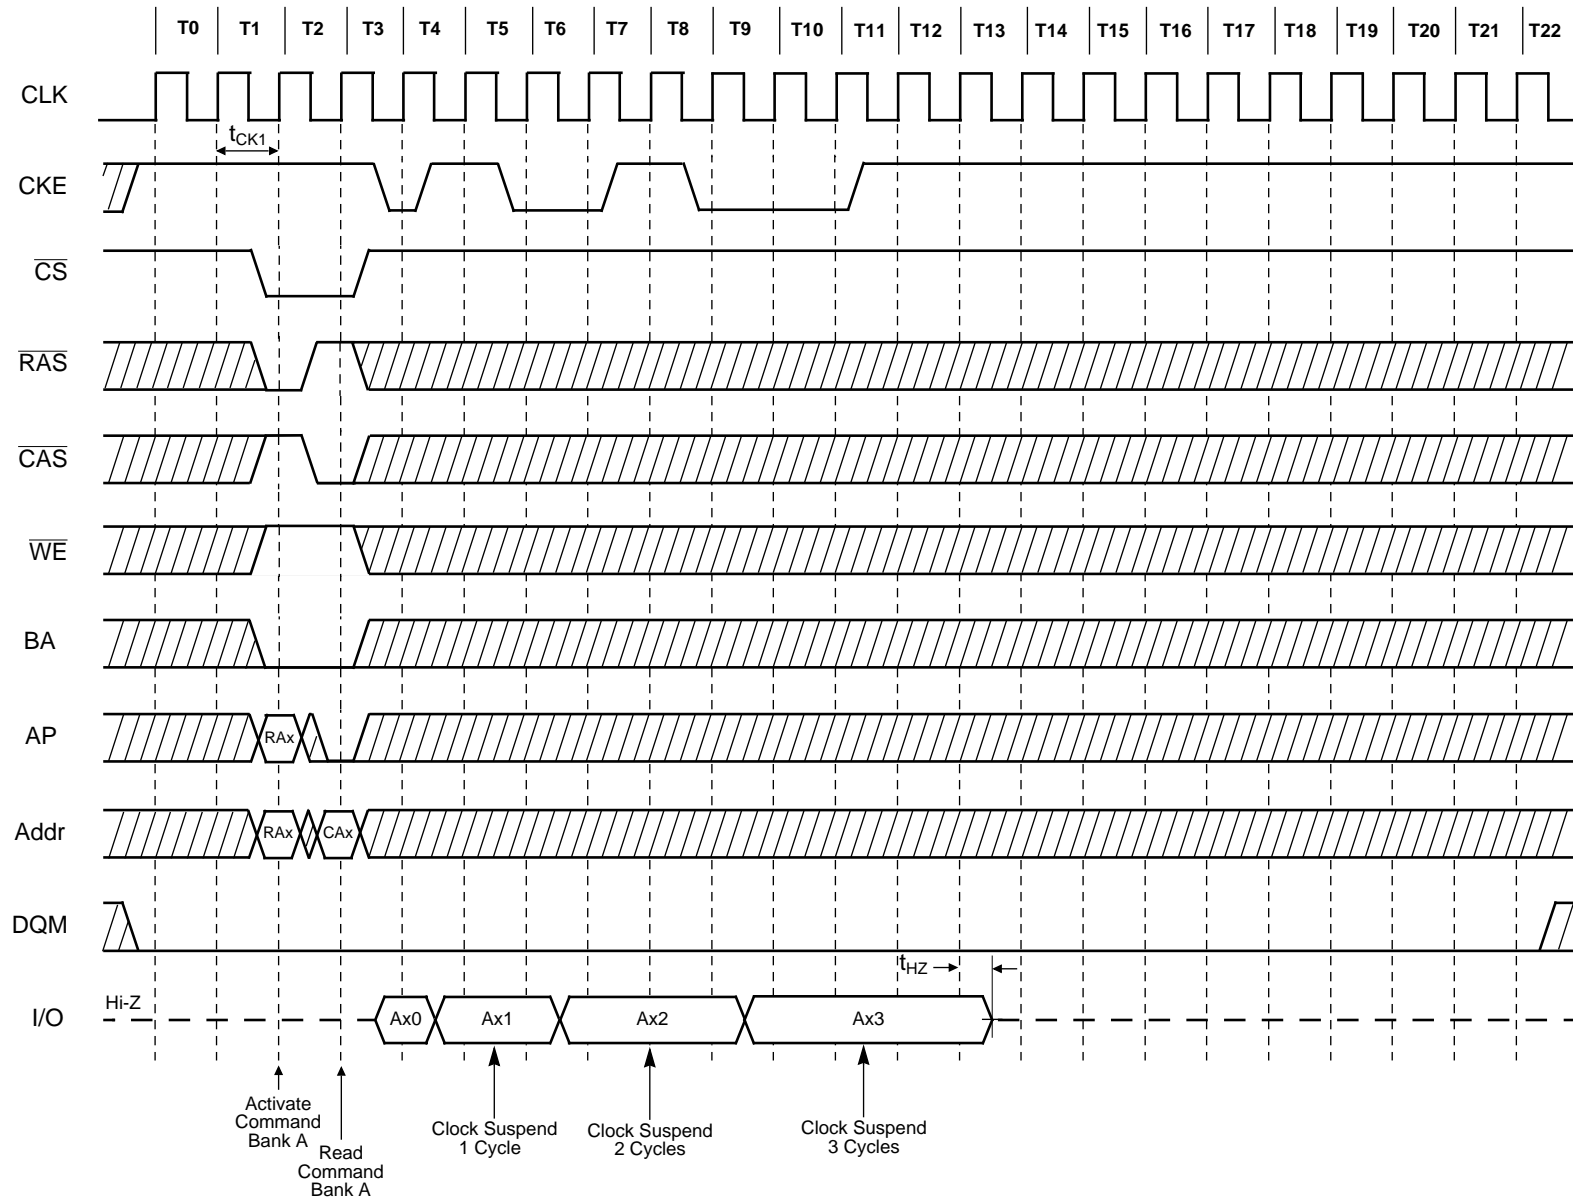 T0 T1 T2 T3 T4 T5 T6 T7 T8 T9 T10 T11 T12 T13 T14 T15 T16 T17 T18 T19 T20 T21 T22
CLK
tCK1
CKE
CS
RAS
CAS
WE
BA
AP RAx
Addr RAx CAx
DQM
tHZ
Hi-Z
I/O Ax0 Ax1 Ax2 Ax3
Activate
Command
Bank A
Read
Command
Bank A
Clock Suspend
1 Cycle
Clock Suspend
2 Cycles
Clock Suspend
3 Cycles